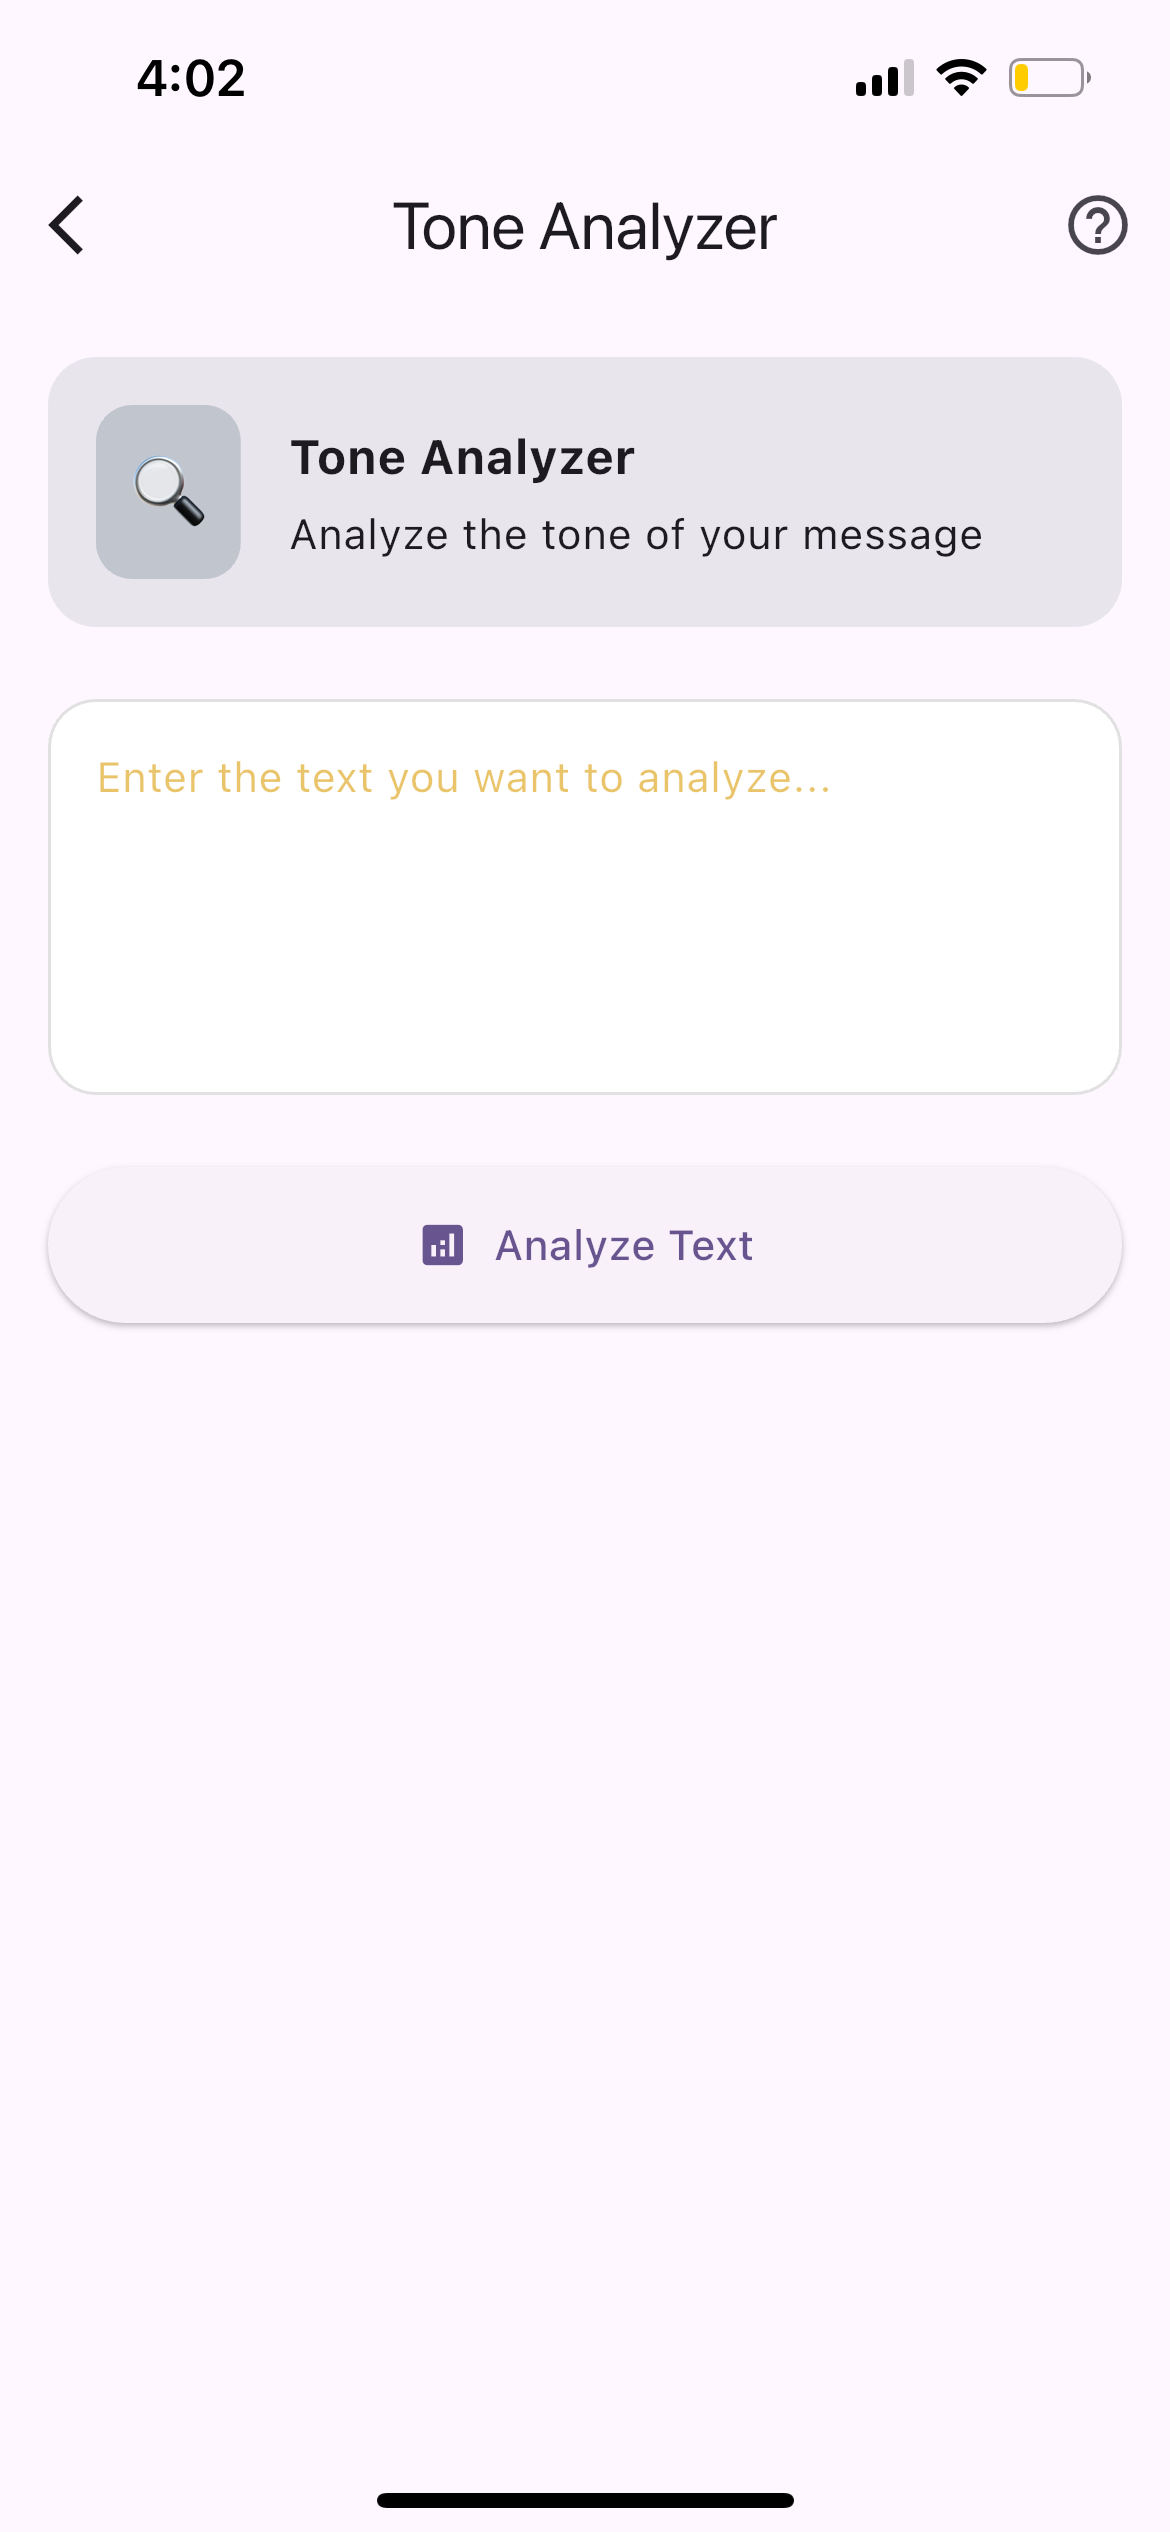 4:02
Tone Analyzer
Tone Analyzer
Analyze the tone of your message
Enter the text you want to analyze...
Analyze Text